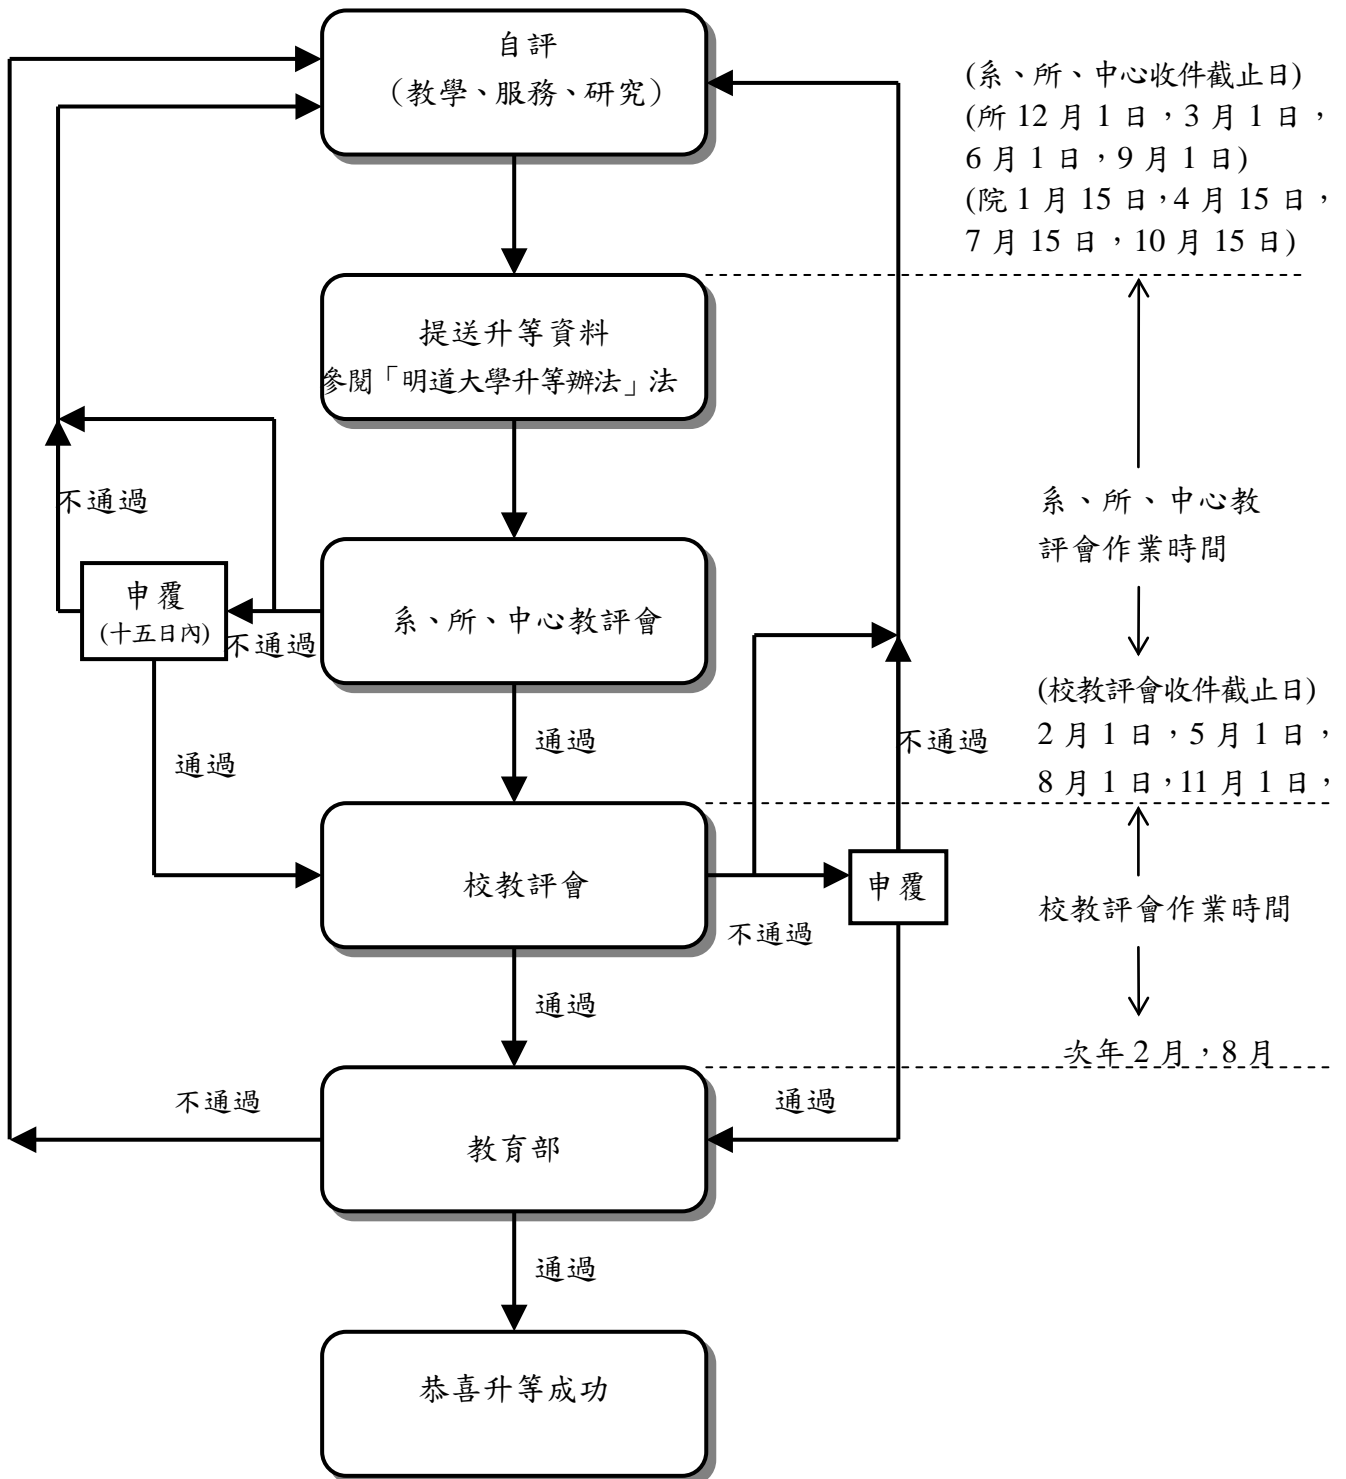 自評
（教學、服務、研究）
(系、所、中心收件截止日)
(所 12 月 1 日，3 月 1 日，
6 月 1 日，9 月 1 日)
(院 1 月 15 日，4 月 15 日，
7 月 15 日，10 月 15 日)
提送升等資料
參閱「明道大學升等辦法」法
不通過
系、所、中心教
評會作業時間
申覆
(十五日內)
不通過
系、所、中心教評會
(校教評會收件截止日)
2 月 1 日，5 月 1 日，
8 月 1 日，11 月 1 日，
通過
通過
不通過
校教評會
申覆
不通過
校教評會作業時間
通過
次年 2 月，8 月
不通過
通過
教育部
通過
恭喜升等成功